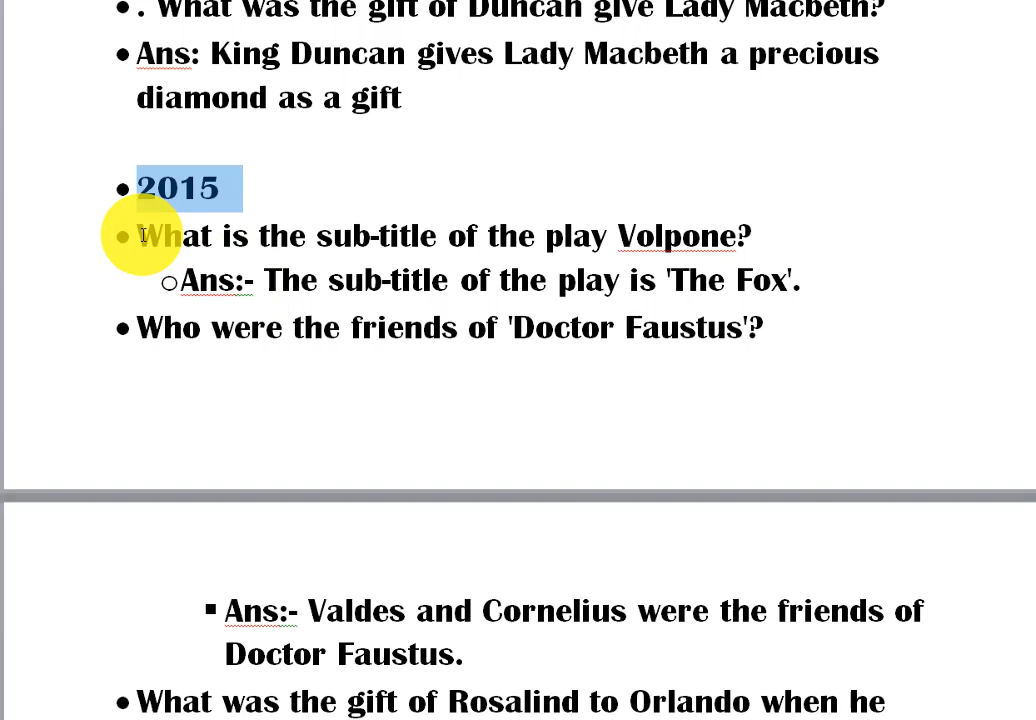 • . What was the gift of Duncan give Lady Macbeth?
• Ans: King Duncan gives Lady Macbeth a precious
diamond as a gift
• 2015
• What is the sub-title of the play Volpone?
○ Ans:- The sub-title of the play is 'The Fox'.
• Who were the friends of 'Doctor Faustus'?
▪ Ans:- Valdes and Cornelius were the friends of
Doctor Faustus.
• What was the gift of Rosalind to Orlando when he